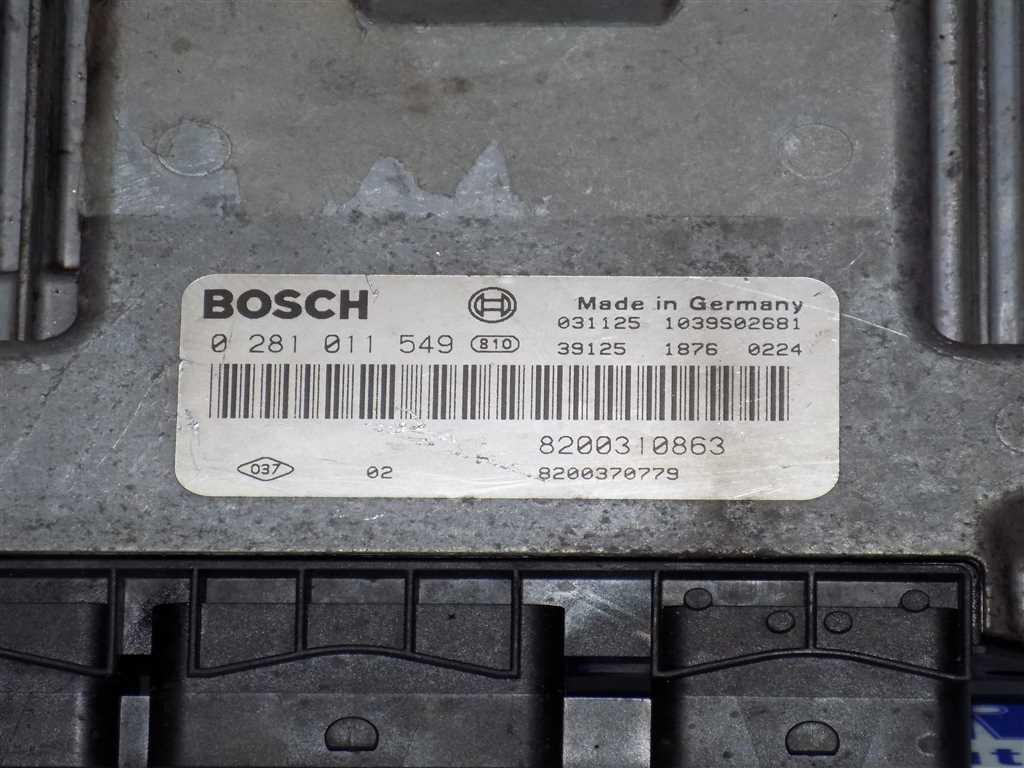 BOSCH
Made in Germany
031125 1039S02681
0 281 011 549 810
39125 1876 0224
8200310863
037 02 8200370779